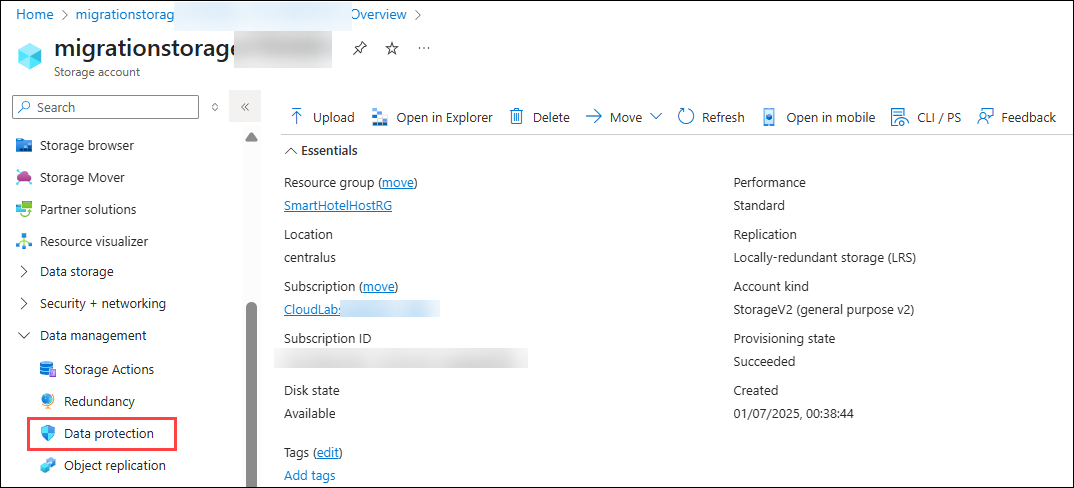 Home > migrationstorag Overview >
migrationstorage ...
Storage account
Search
«
Upload Open in Explorer Delete Move Refresh Open in mobile CLI / PS Feedback
Storage browser
Storage Mover
Partner solutions
Resource visualizer
Data storage
Security + networking
Data management
Storage Actions
Redundancy
Data protection
Object replication
Essentials
Resource group (move)
SmartHotelHostRG
Location
centralus
Subscription (move)
CloudLabs
Subscription ID
Disk state
Available
Tags (edit)
Add tags
Performance
Standard
Replication
Locally-redundant storage (LRS)
Account kind
StorageV2 (general purpose v2)
Provisioning state
Succeeded
Created
01/07/2025, 00:38:44